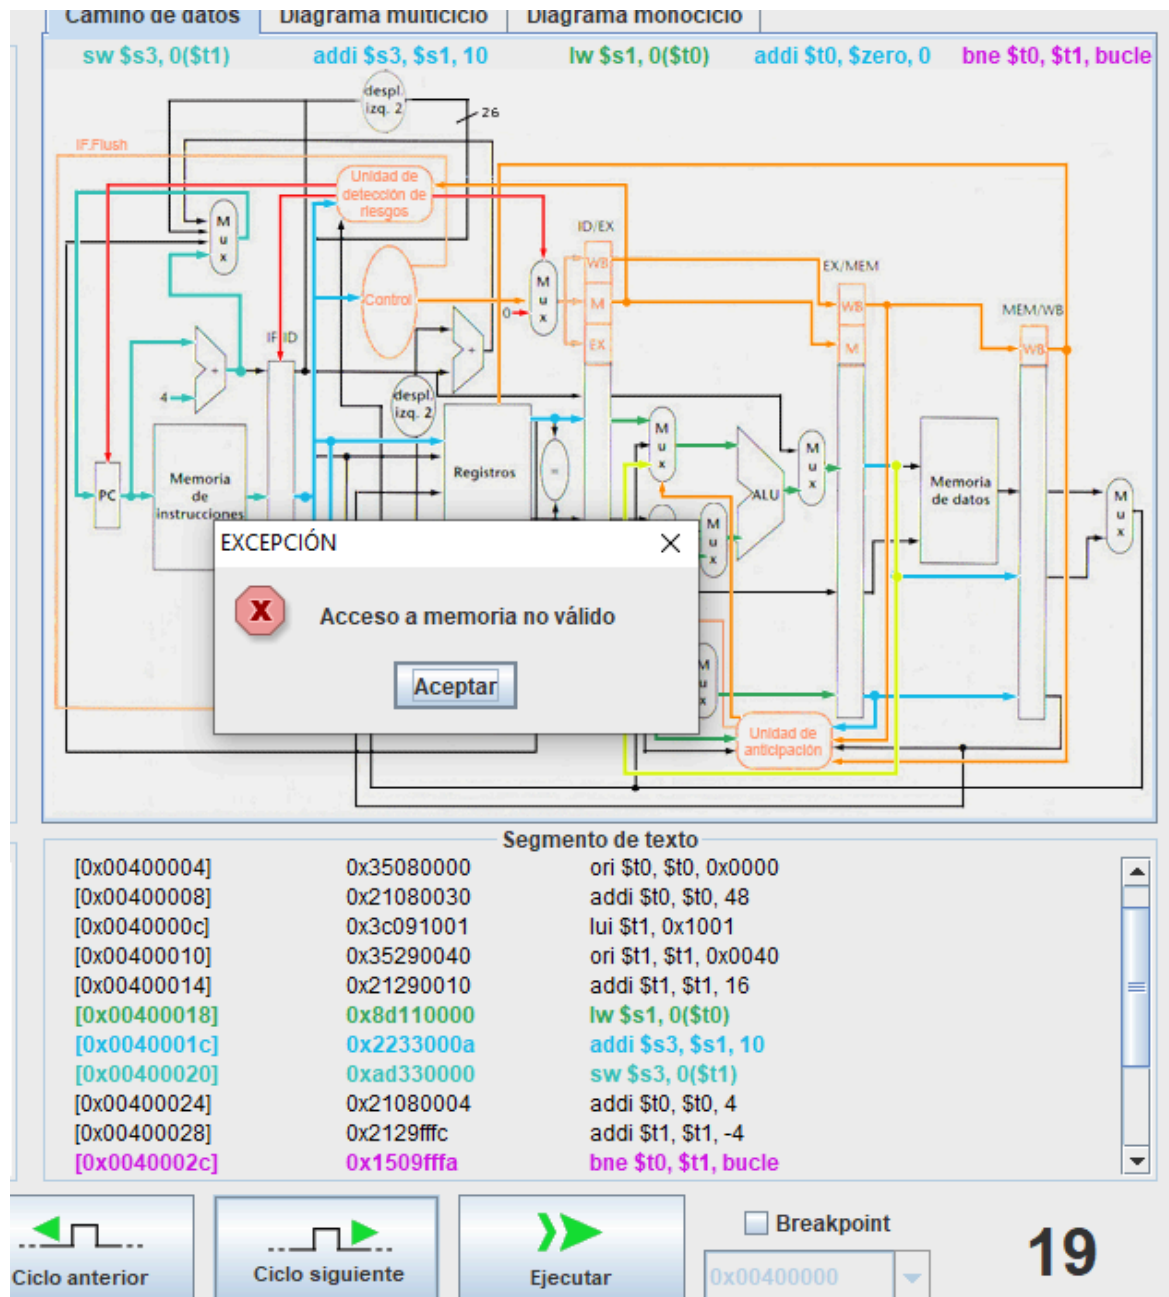 Camino de datos Diagrama multiciclo Diagrama monociclo
sw $s3, 0($t1) addi $s3, $s1, 10 lw $s1, 0($t0) addi $t0, $zero, 0 bne $t0, $t1, bucle
despl.
izq. 2
26
IF.Flush
Unidad de
detección de
riesgos
M
u
x
ID/EX
WB
M
EX
EX/MEM
WB
M
MEM/WB
WB
Control
M
u
x
0
IF/ID
+
+
4
despl.
izq. 2
Registros
=
Memoria
de
instrucciones
PC
M
u
x
M
u
x
ALU
M
u
x
Memoria
de datos
M
u
x
EXCEPCIÓN
Acceso a memoria no válido
Aceptar
M
u
x
Unidad de
anticipación
Segmento de texto
[0x00400004] 0x35080000 ori $t0, $t0, 0x0000
[0x00400008] 0x21080030 addi $t0, $t0, 48
[0x0040000c] 0x3c091001 lui $t1, 0x1001
[0x00400010] 0x35290040 ori $t1, $t1, 0x0040
[0x00400014] 0x21290010 addi $t1, $t1, 16
[0x00400018] 0x8d110000 lw $s1, 0($t0)
[0x0040001c] 0x2233000a addi $s3, $s1, 10
[0x00400020] 0xad330000 sw $s3, 0($t1)
[0x00400024] 0x21080004 addi $t0, $t0, 4
[0x00400028] 0x2129fffc addi $t1, $t1, -4
[0x0040002c] 0x1509fffa bne $t0, $t1, bucle
Ciclo anterior
Ciclo siguiente
Ejecutar
Breakpoint
0x00400000
19